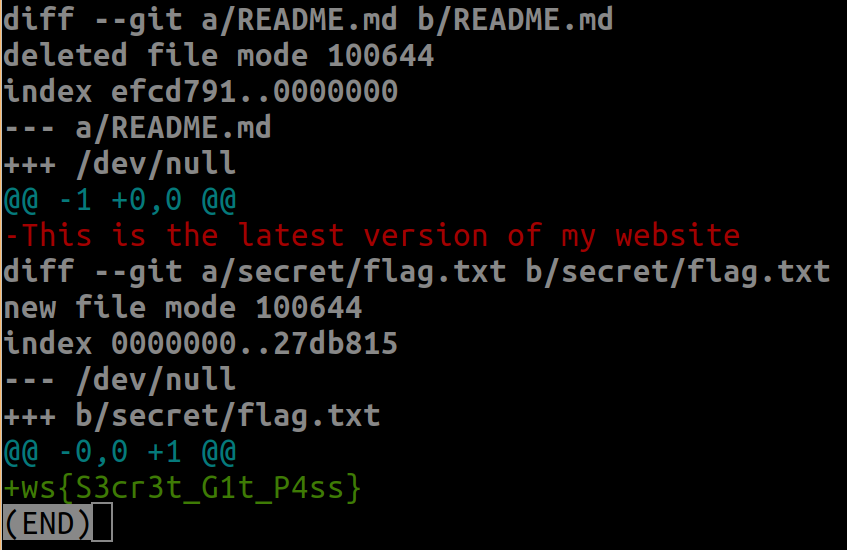 diff --git a/README.md b/README.md
deleted file mode 100644
index efcd791..0000000
--- a/README.md
+++ /dev/null
@@ -1 +0,0 @@
-This is the latest version of my website
diff --git a/secret/flag.txt b/secret/flag.txt
new file mode 100644
index 0000000..27db815
--- /dev/null
+++ b/secret/flag.txt
@@ -0,0 +1 @@
+ws{S3cr3t_G1t_P4ss}
(END)